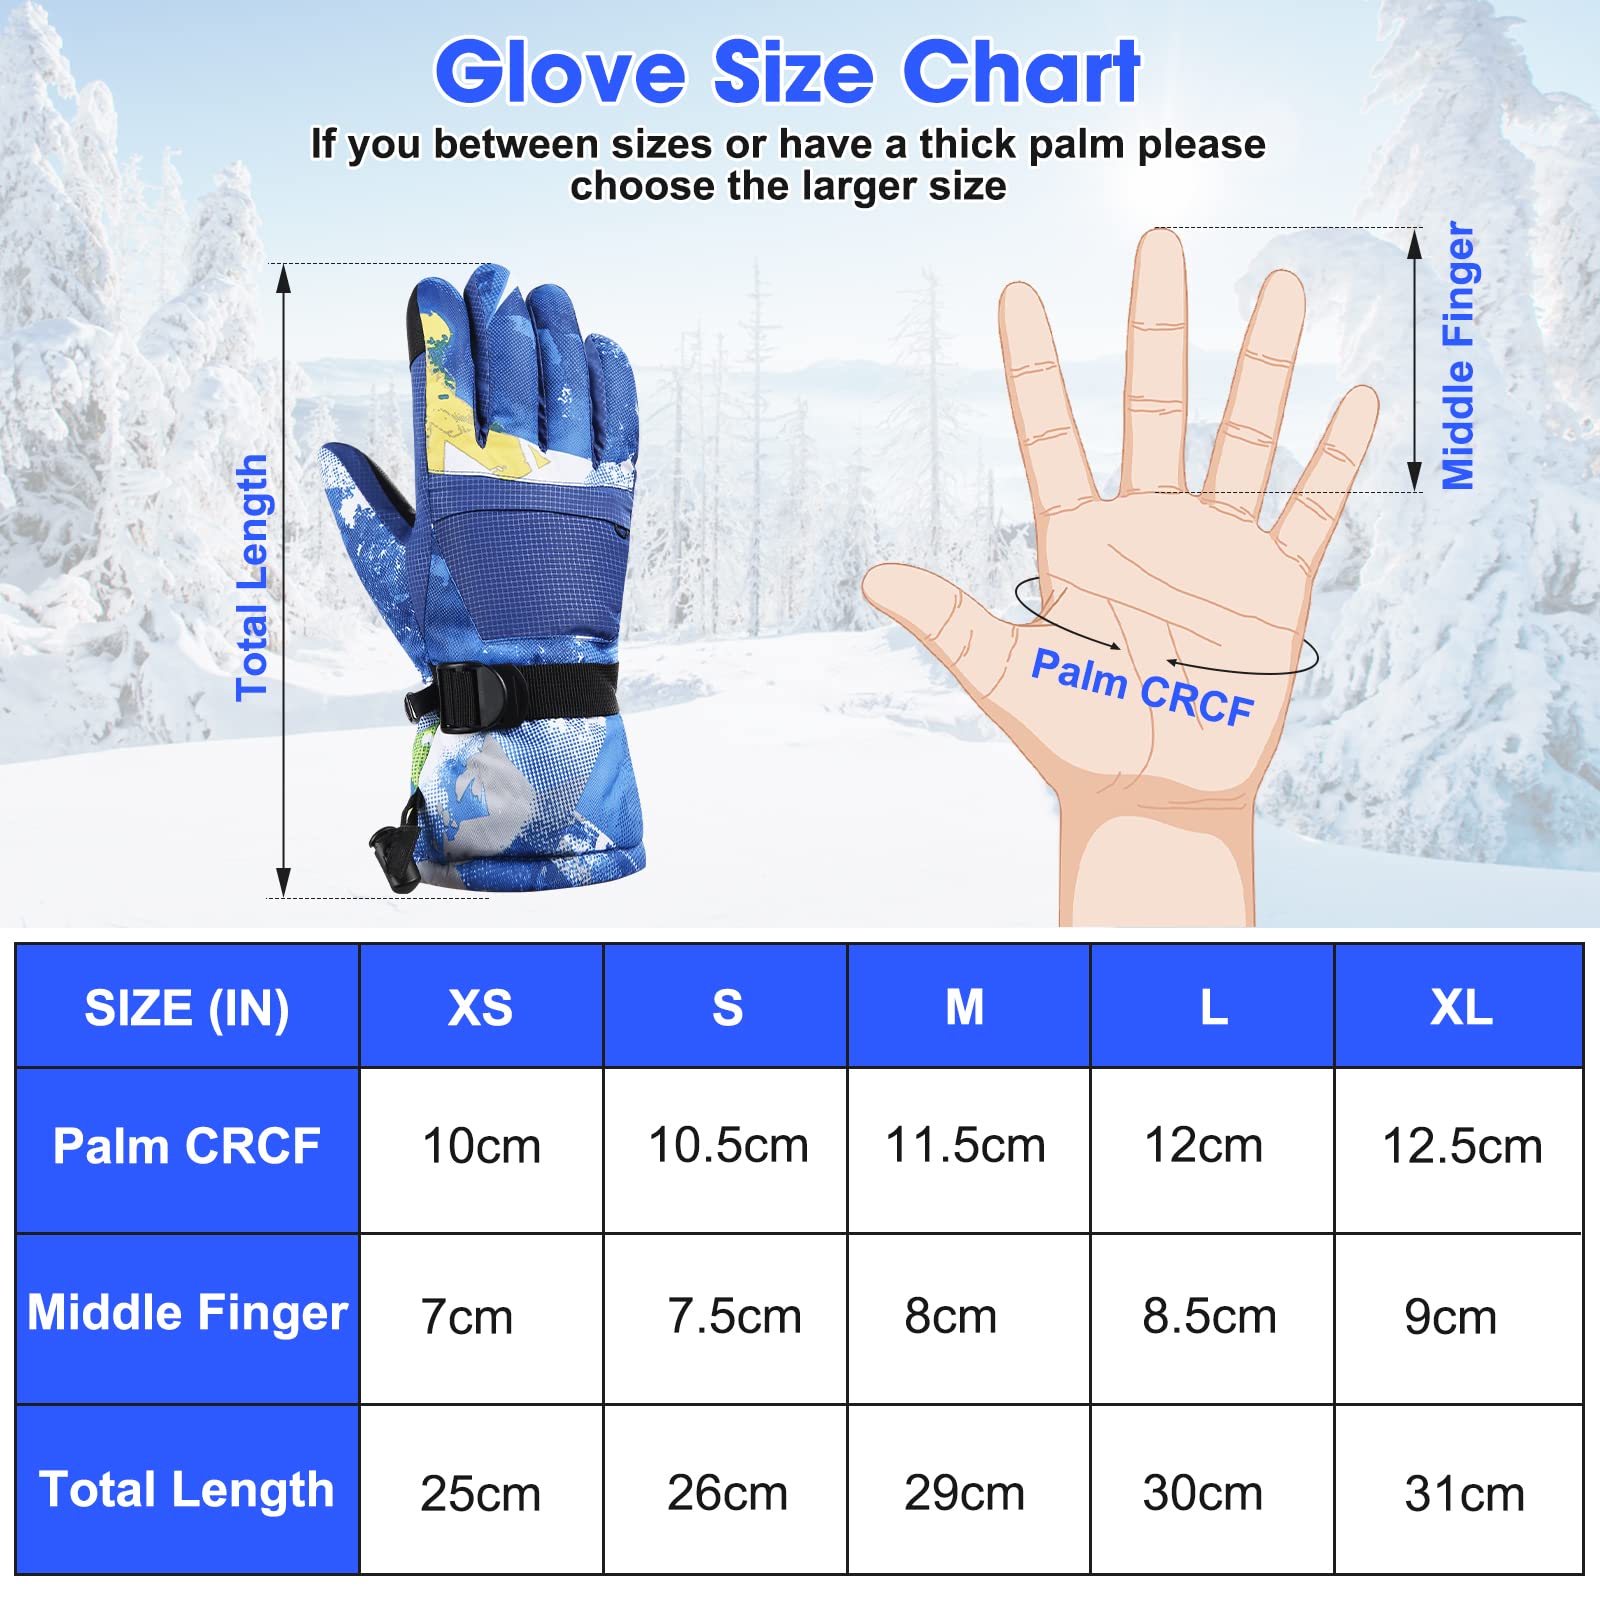 Glove Size Chart
If you between sizes or have a thick palm please
choose the larger size
Total Length
Middle Finger
Palm CRCF
SIZE (IN) XS S M L XL
Palm CRCF 10cm 10.5cm 11.5cm 12cm 12.5cm
Middle Finger 7cm 7.5cm 8cm 8.5cm 9cm
Total Length 25cm 26cm 29cm 30cm 31cm